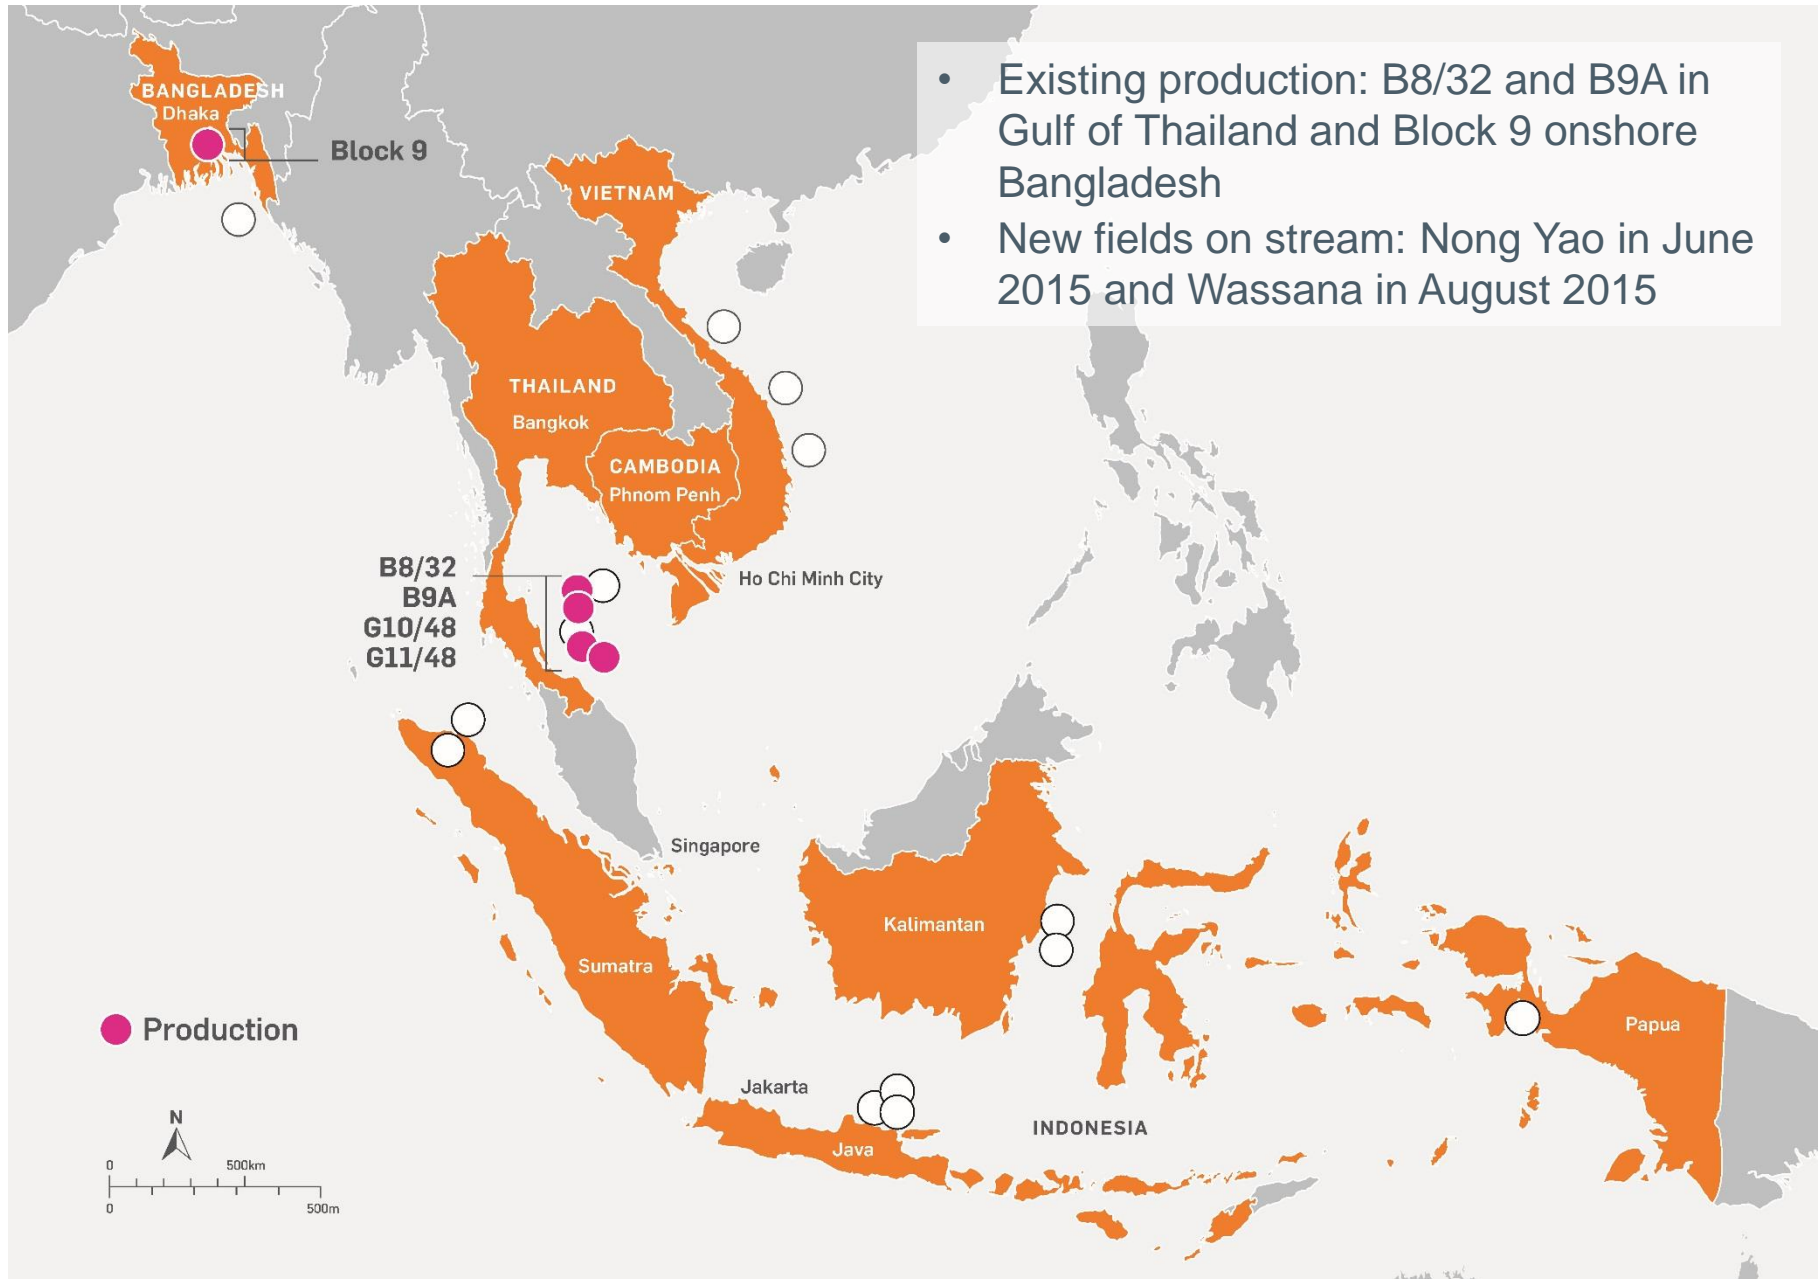 • Existing production: B8/32 and B9A in
Gulf of Thailand and Block 9 onshore
Bangladesh
• New fields on stream: Nong Yao in June
2015 and Wassana in August 2015
BANGLADESH
Dhaka
Block 9
VIETNAM
THAILAND
Bangkok
CAMBODIA
Phnom Penh
B8/32
B9A
G10/48
G11/48
Ho Chi Minh City
Singapore
Kalimantan
Sumatra
Papua
Production
Jakarta
INDONESIA
Java
N
0 500km
0 500m